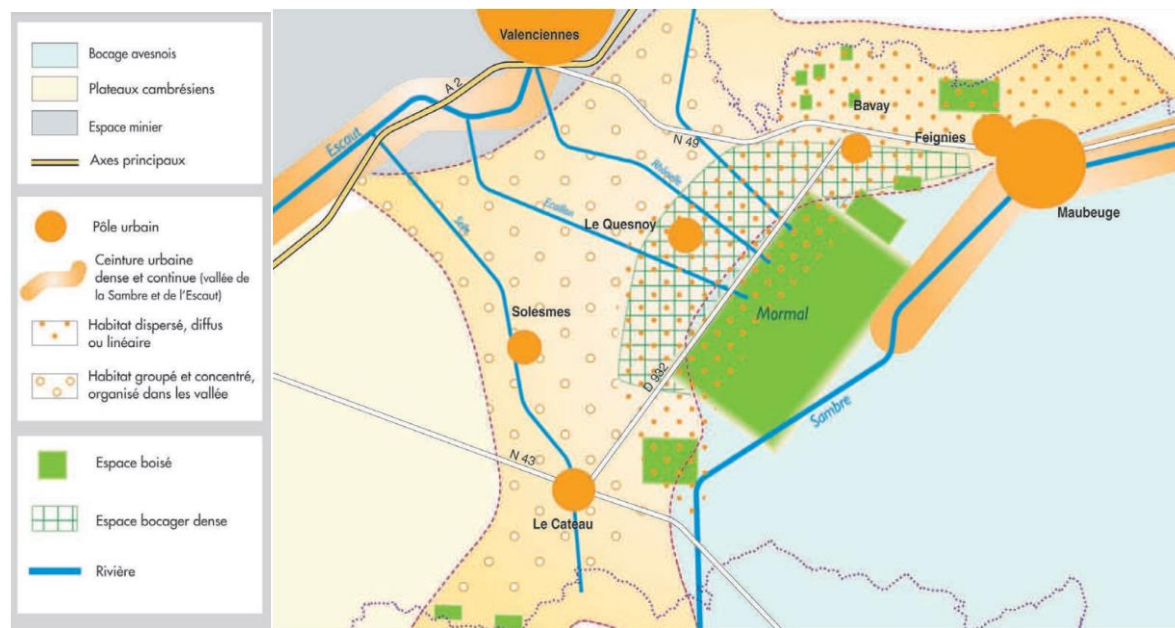 Bocage avesnois
Plateaux cambrésiens
Espace minier
Axes principaux
Pôle urbain
Ceinture urbaine
dense et continue (vallée de
la Sambre et de l'Escaut)
Habitat dispersé, diffus
ou linéaire
Habitat groupé et concentré,
organisé dans les vallée
Espace boisé
Espace bocager dense
Rivière
Valenciennes
A 2
Escaut
Bavay
N 49
Feignies
Rhônelle
Maubeuge
Ecaillon
Le Quesnoy
Selle
Mormal
Solesmes
D 932
Sambre
N 43
Le Cateau